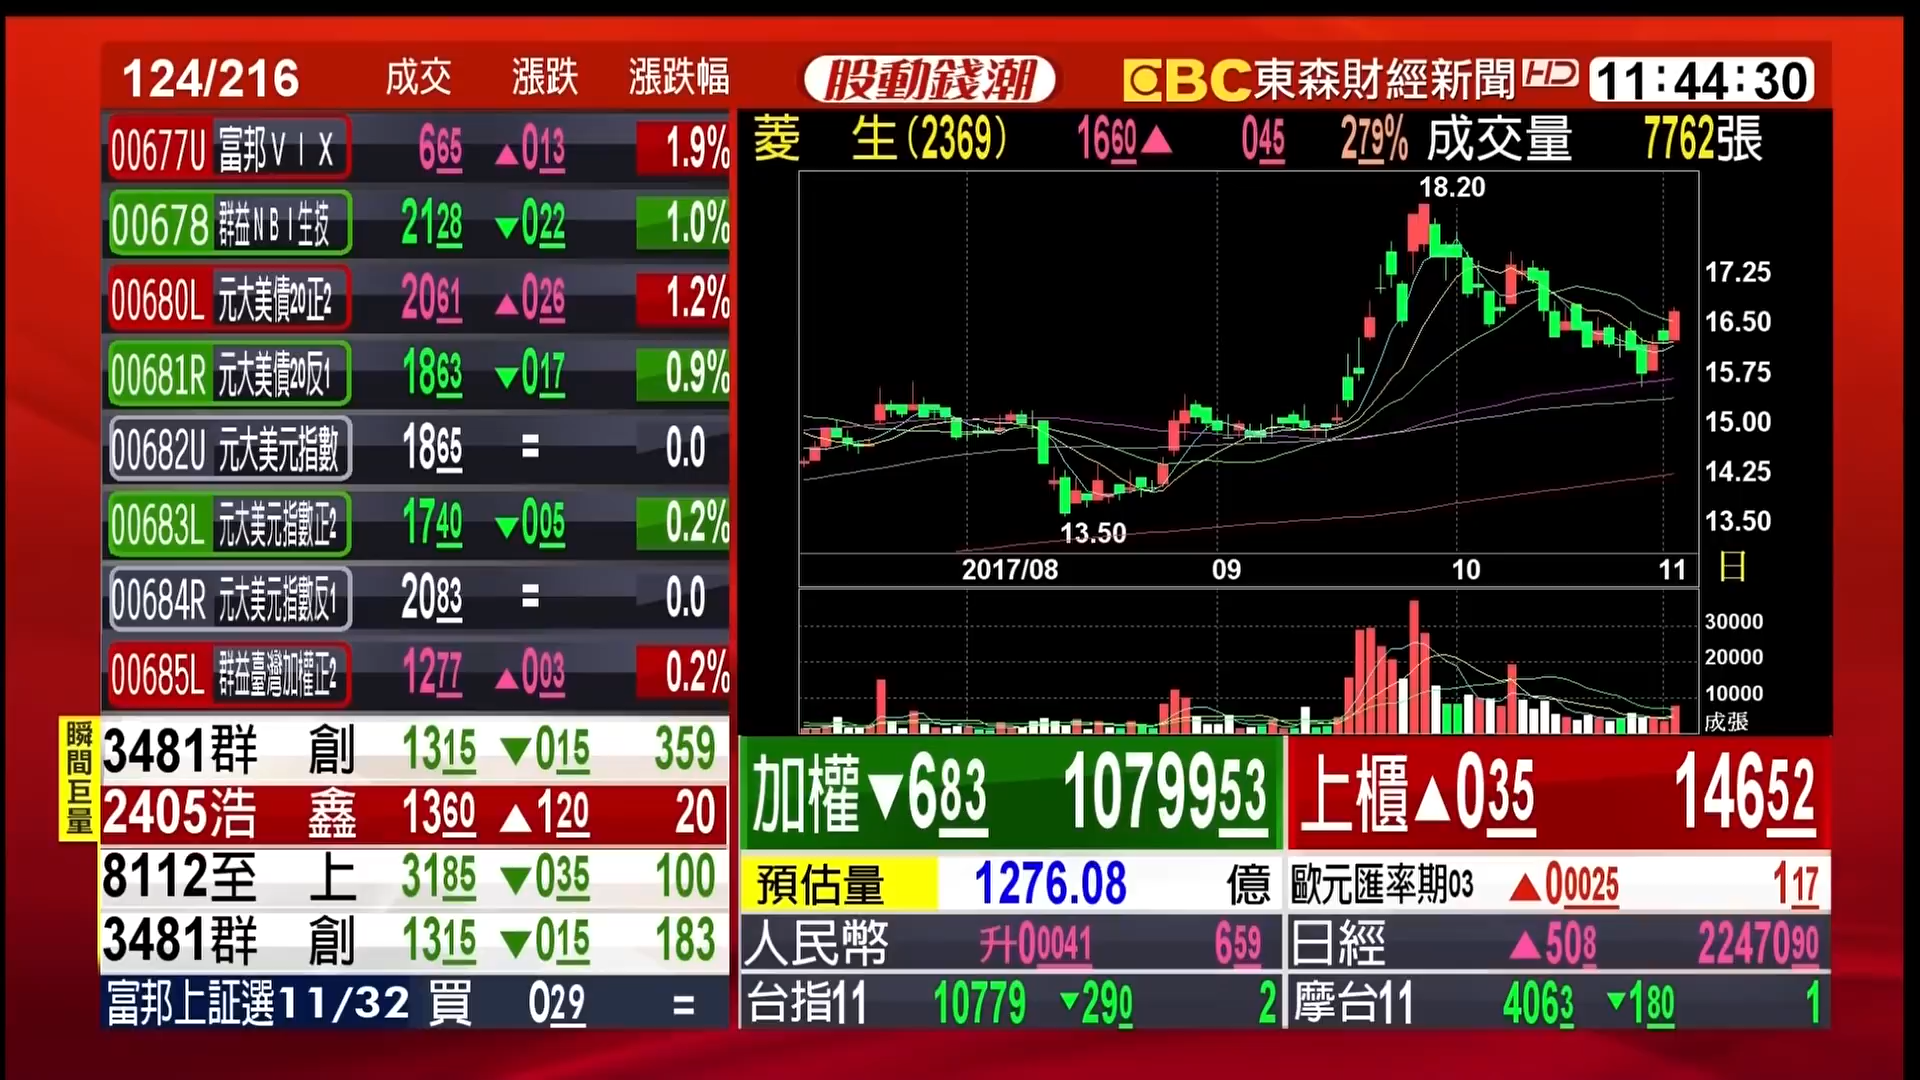 124/216 成交 漲跌 漲跌幅
00677U 富邦VIX 665 ▲013 1.9%
00678 群益NBI生技 2128 ▼022 1.0%
00680L 元大美債20正2 2061 ▲026 1.2%
00681R 元大美債20反1 1863 ▼017 0.9%
00682U 元大美元指數 1865 = 0.0
00683L 元大美元指數正2 1740 ▼005 0.2%
00684R 元大美元指數反1 2083 = 0.0
00685L 群益臺灣加權正2 1277 ▲003 0.2%
瞬間巨量
3481群創 1315 ▼015 359
2405浩鑫 1360 ▲120 20
8112至上 3185 ▼035 100
3481群創 1315 ▼015 183
富邦上証選11/32 買 029 =
股動錢潮 EBC東森財經新聞HD 11:44:30
菱生(2369) 1660▲ 045 279% 成交量 7762張
18.20
17.25
16.50
15.75
15.00
14.25
13.50
13.50
2017/08 09 10 11 日
30000
20000
10000
成張
加權▼683 1079953
上櫃▲035 14652
預估量 1276.08 億
歐元匯率期03 ▲00025 117
人民幣 升00041 659
日經 ▲508 2247090
台指11 10779 ▼290 2
摩台11 4063 ▼180 1